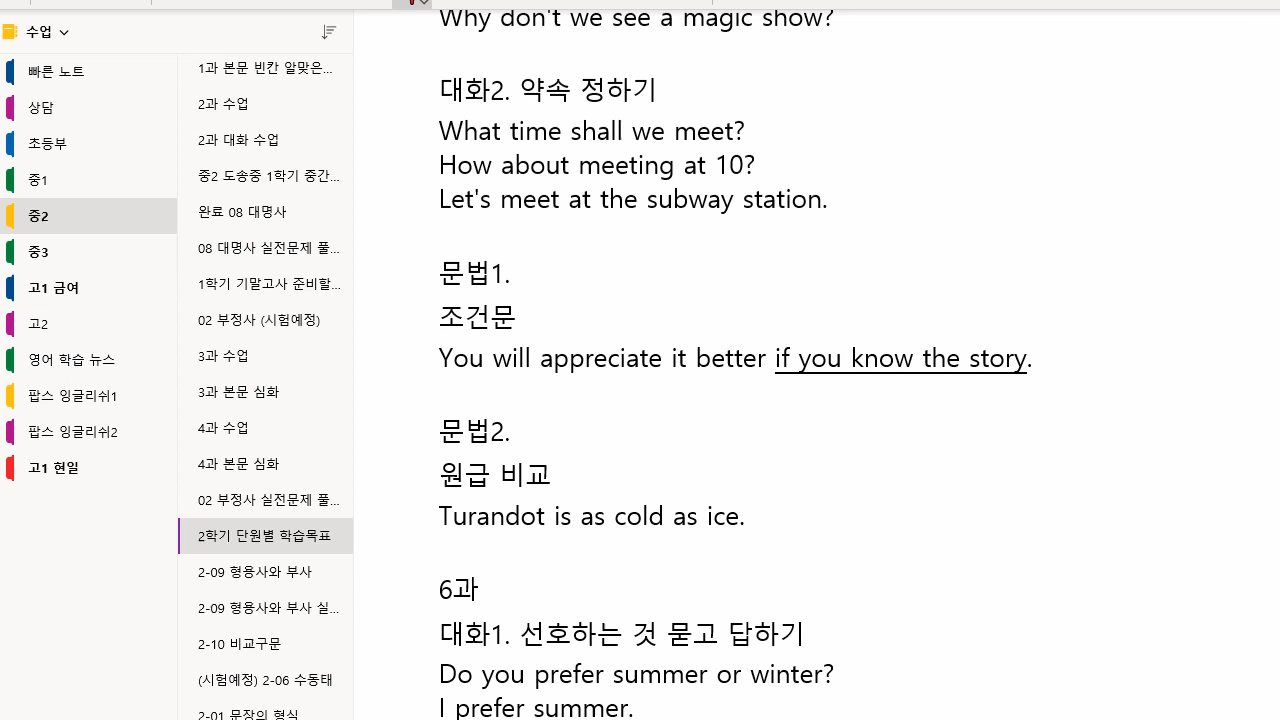 수업
빠른 노트
상담
초등부
중1
중2
중3
고1 금여
고2
영어 학습 뉴스
팝스 잉글리쉬1
팝스 잉글리쉬2
고1 현일
1과 본문 빈칸 알맞은...
2과 수업
2과 대화 수업
중2 도송중 1학기 중간...
완료 08 대명사
08 대명사 실전문제 풀...
1학기 기말고사 준비할...
02 부정사 (시험예정)
3과 수업
3과 본문 심화
4과 수업
4과 본문 심화
02 부정사 실전문제 풀...
2학기 단원별 학습목표
2-09 형용사와 부사
2-09 형용사와 부사 실...
2-10 비교구문
(시험예정) 2-06 수동태
2-01 문장의 형식
Why don't we see a magic show?
대화2. 약속 정하기
What time shall we meet?
How about meeting at 10?
Let's meet at the subway station.
문법1.
조건문
You will appreciate it better if you know the story.
문법2.
원급 비교
Turandot is as cold as ice.
6과
대화1. 선호하는 것 묻고 답하기
Do you prefer summer or winter?
I prefer summer.